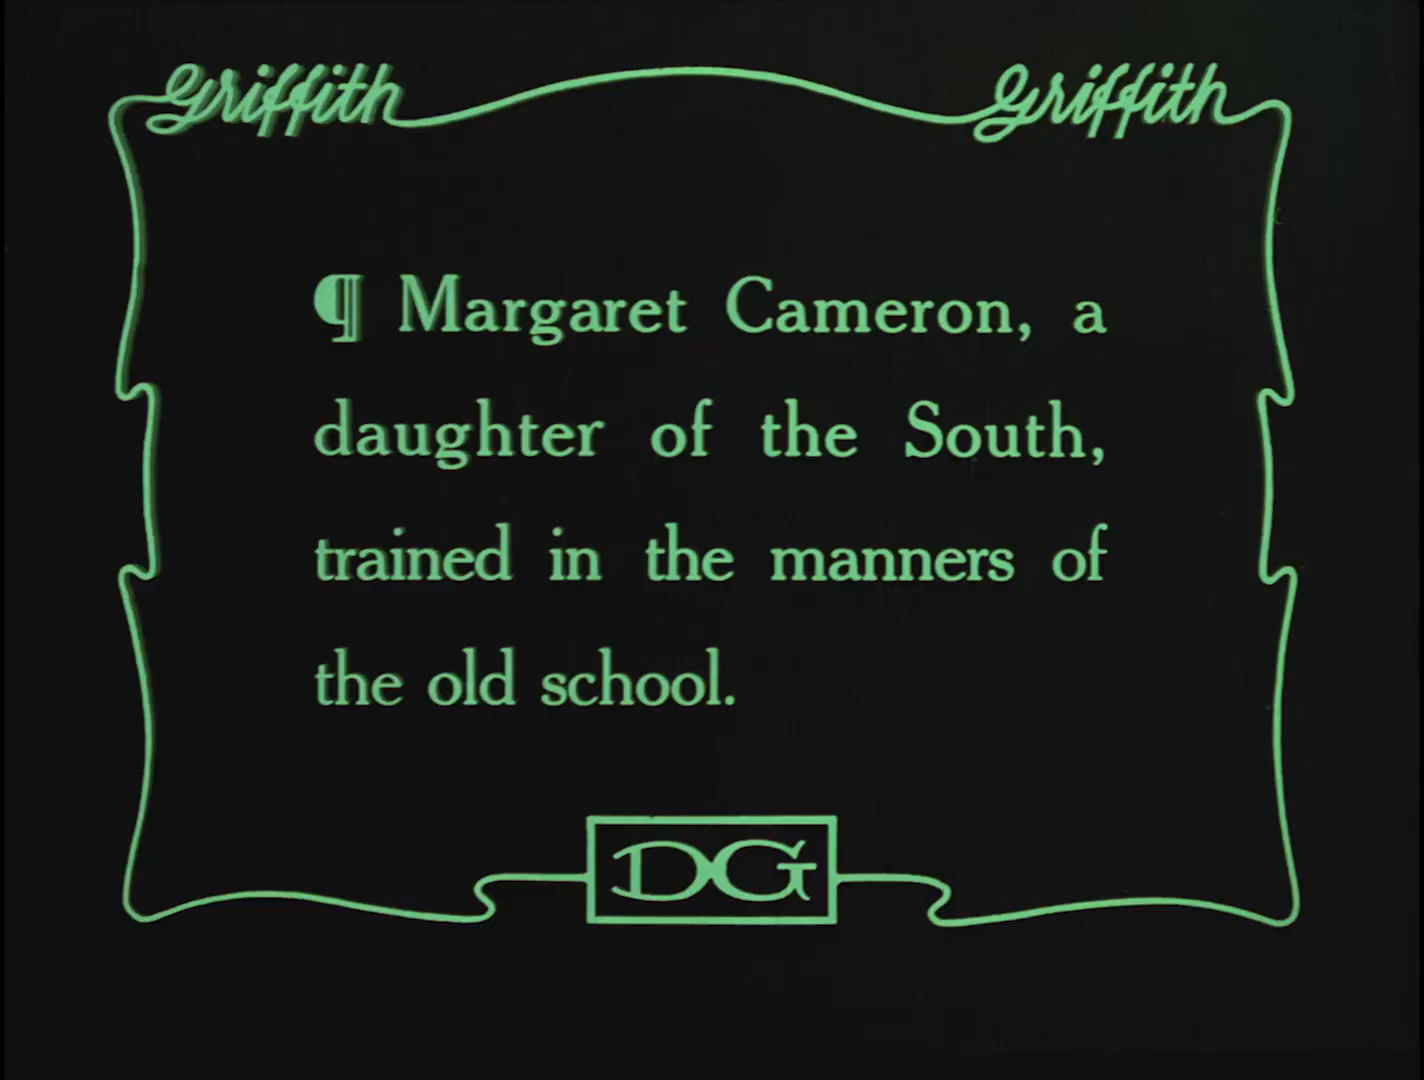 Griffith Griffith
¶ Margaret Cameron, a
daughter of the South,
trained in the manners of
the old school.
DG